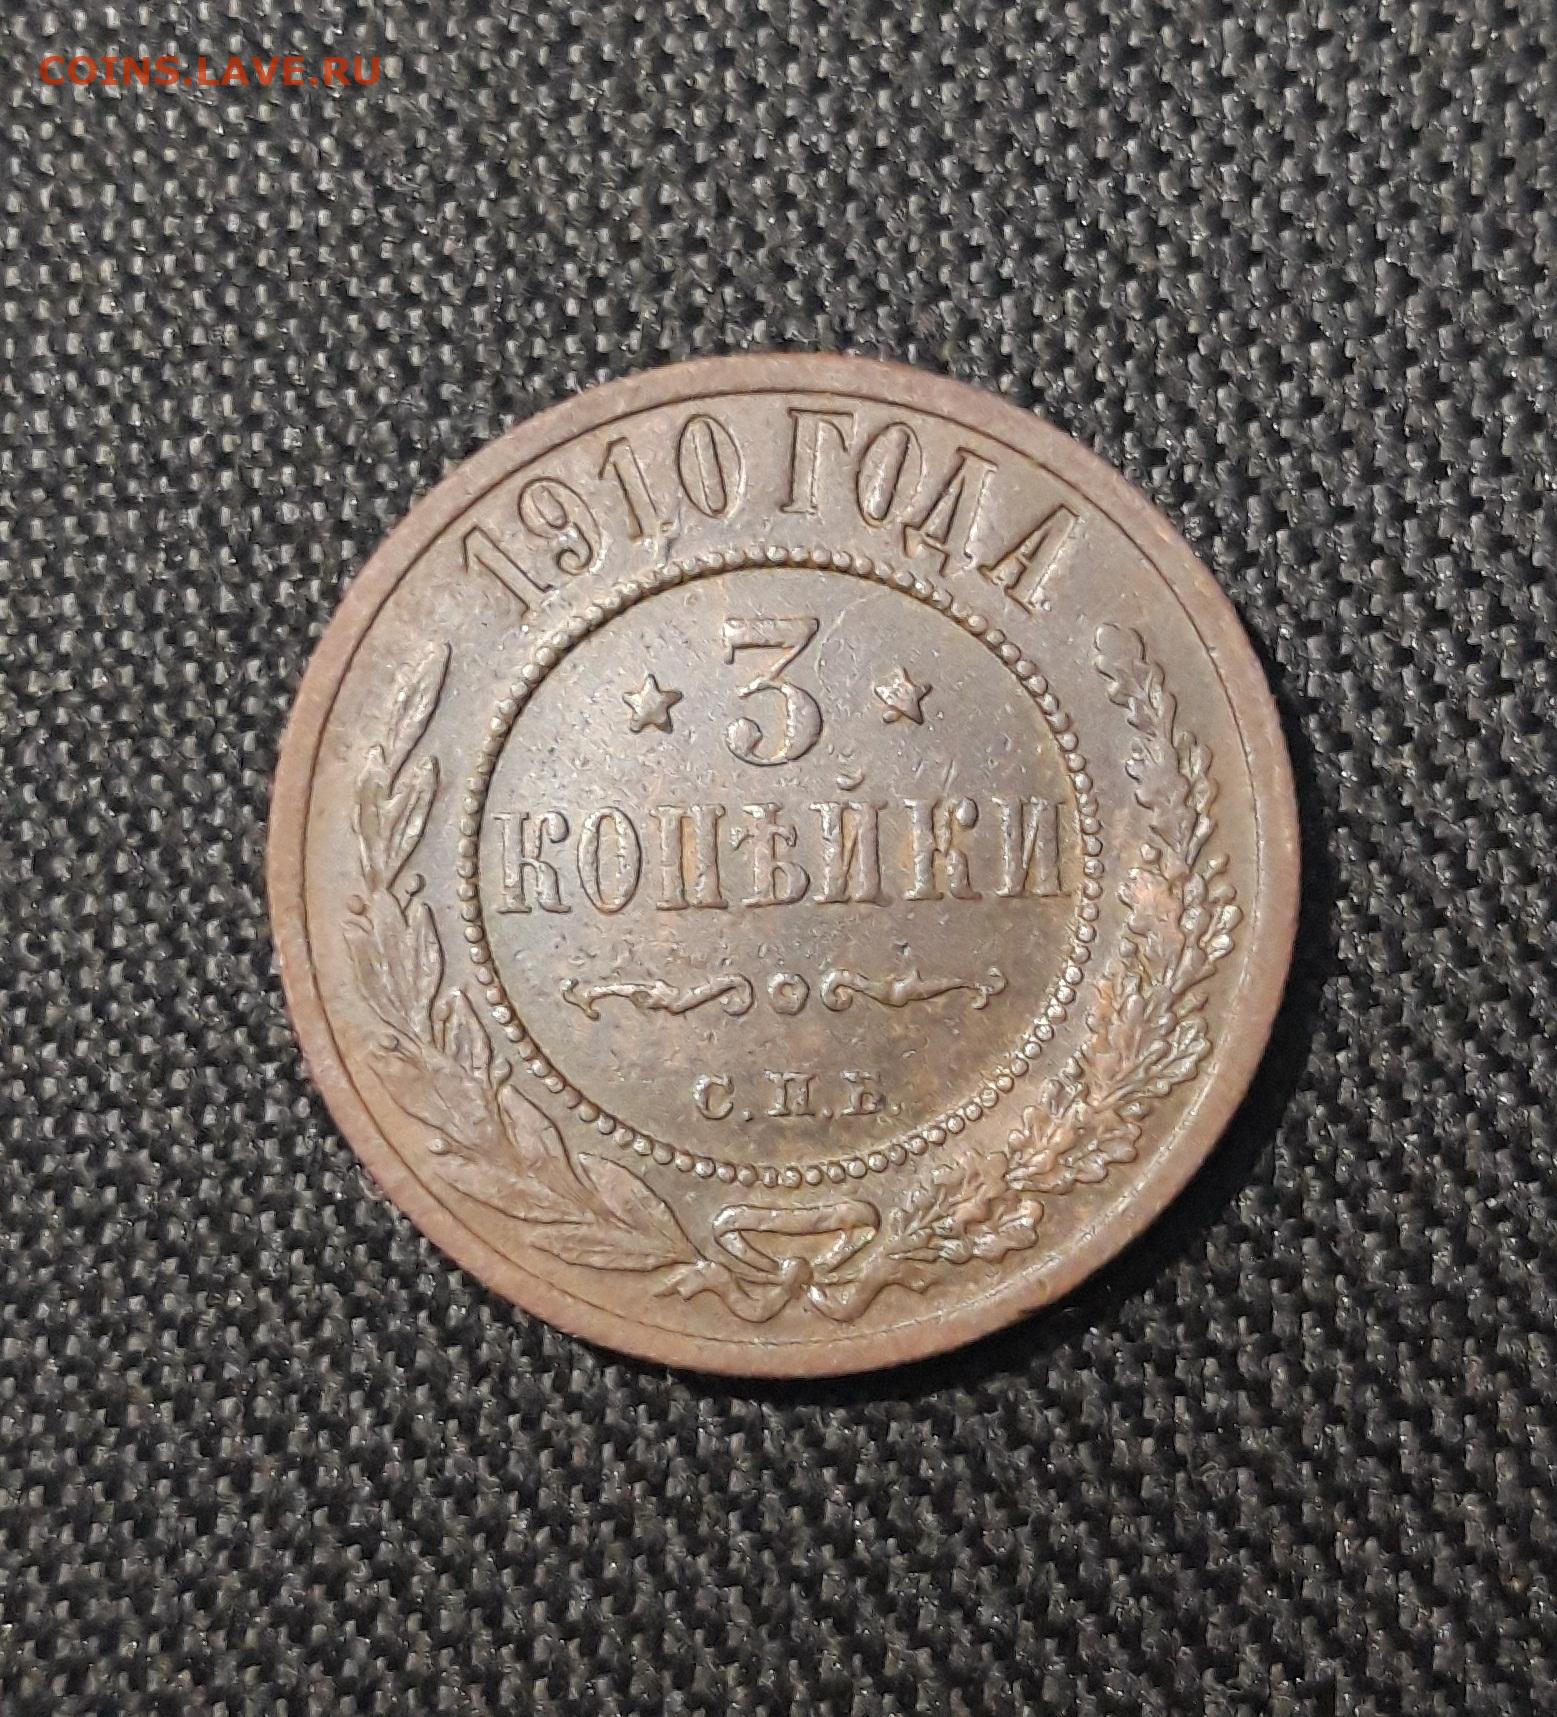 COINS.LAVE.RU
1910 ГОДА.
3
КОПѢЙКИ
С.П.Б.